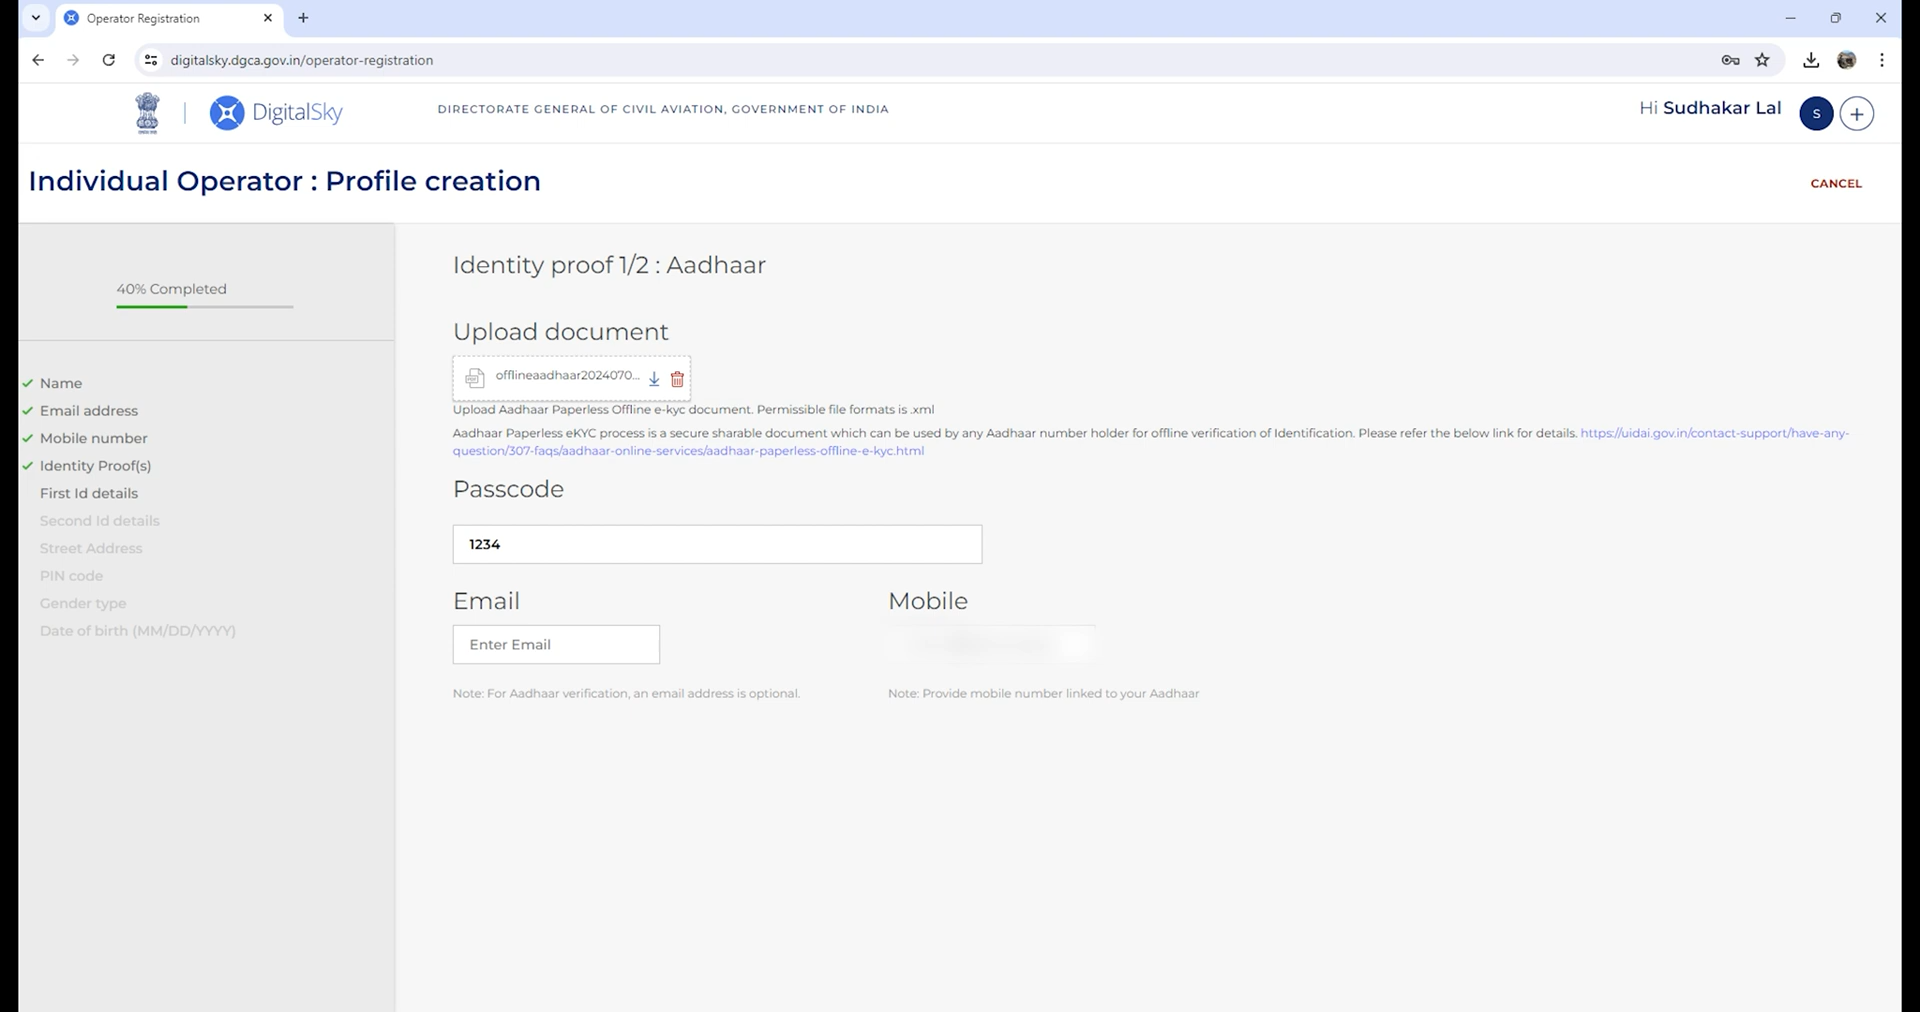 Operator Registration
digitalsky.dgca.gov.in/operator-registration
DigitalSky
DIRECTORATE GENERAL OF CIVIL AVIATION, GOVERNMENT OF INDIA
Hi Sudhakar Lal
S
Individual Operator : Profile creation
CANCEL
40% Completed
Name
Email address
Mobile number
Identity Proof(s)
First Id details
Second Id details
Street Address
PIN code
Gender type
Date of birth (MM/DD/YYYY)
Identity proof 1/2 : Aadhaar
Upload document
offlineaadhaar2024070...
Upload Aadhaar Paperless Offline e-kyc document. Permissible file formats is .xml
Aadhaar Paperless eKYC process is a secure sharable document which can be used by any Aadhaar number holder for offline verification of Identification. Please refer the below link for details. https://uidai.gov.in/contact-support/have-any-
question/307-faqs/aadhaar-online-services/aadhaar-paperless-offline-e-kyc.html
Passcode
1234
Email
Mobile
Enter Email
Note: For Aadhaar verification, an email address is optional.
Note: Provide mobile number linked to your Aadhaar